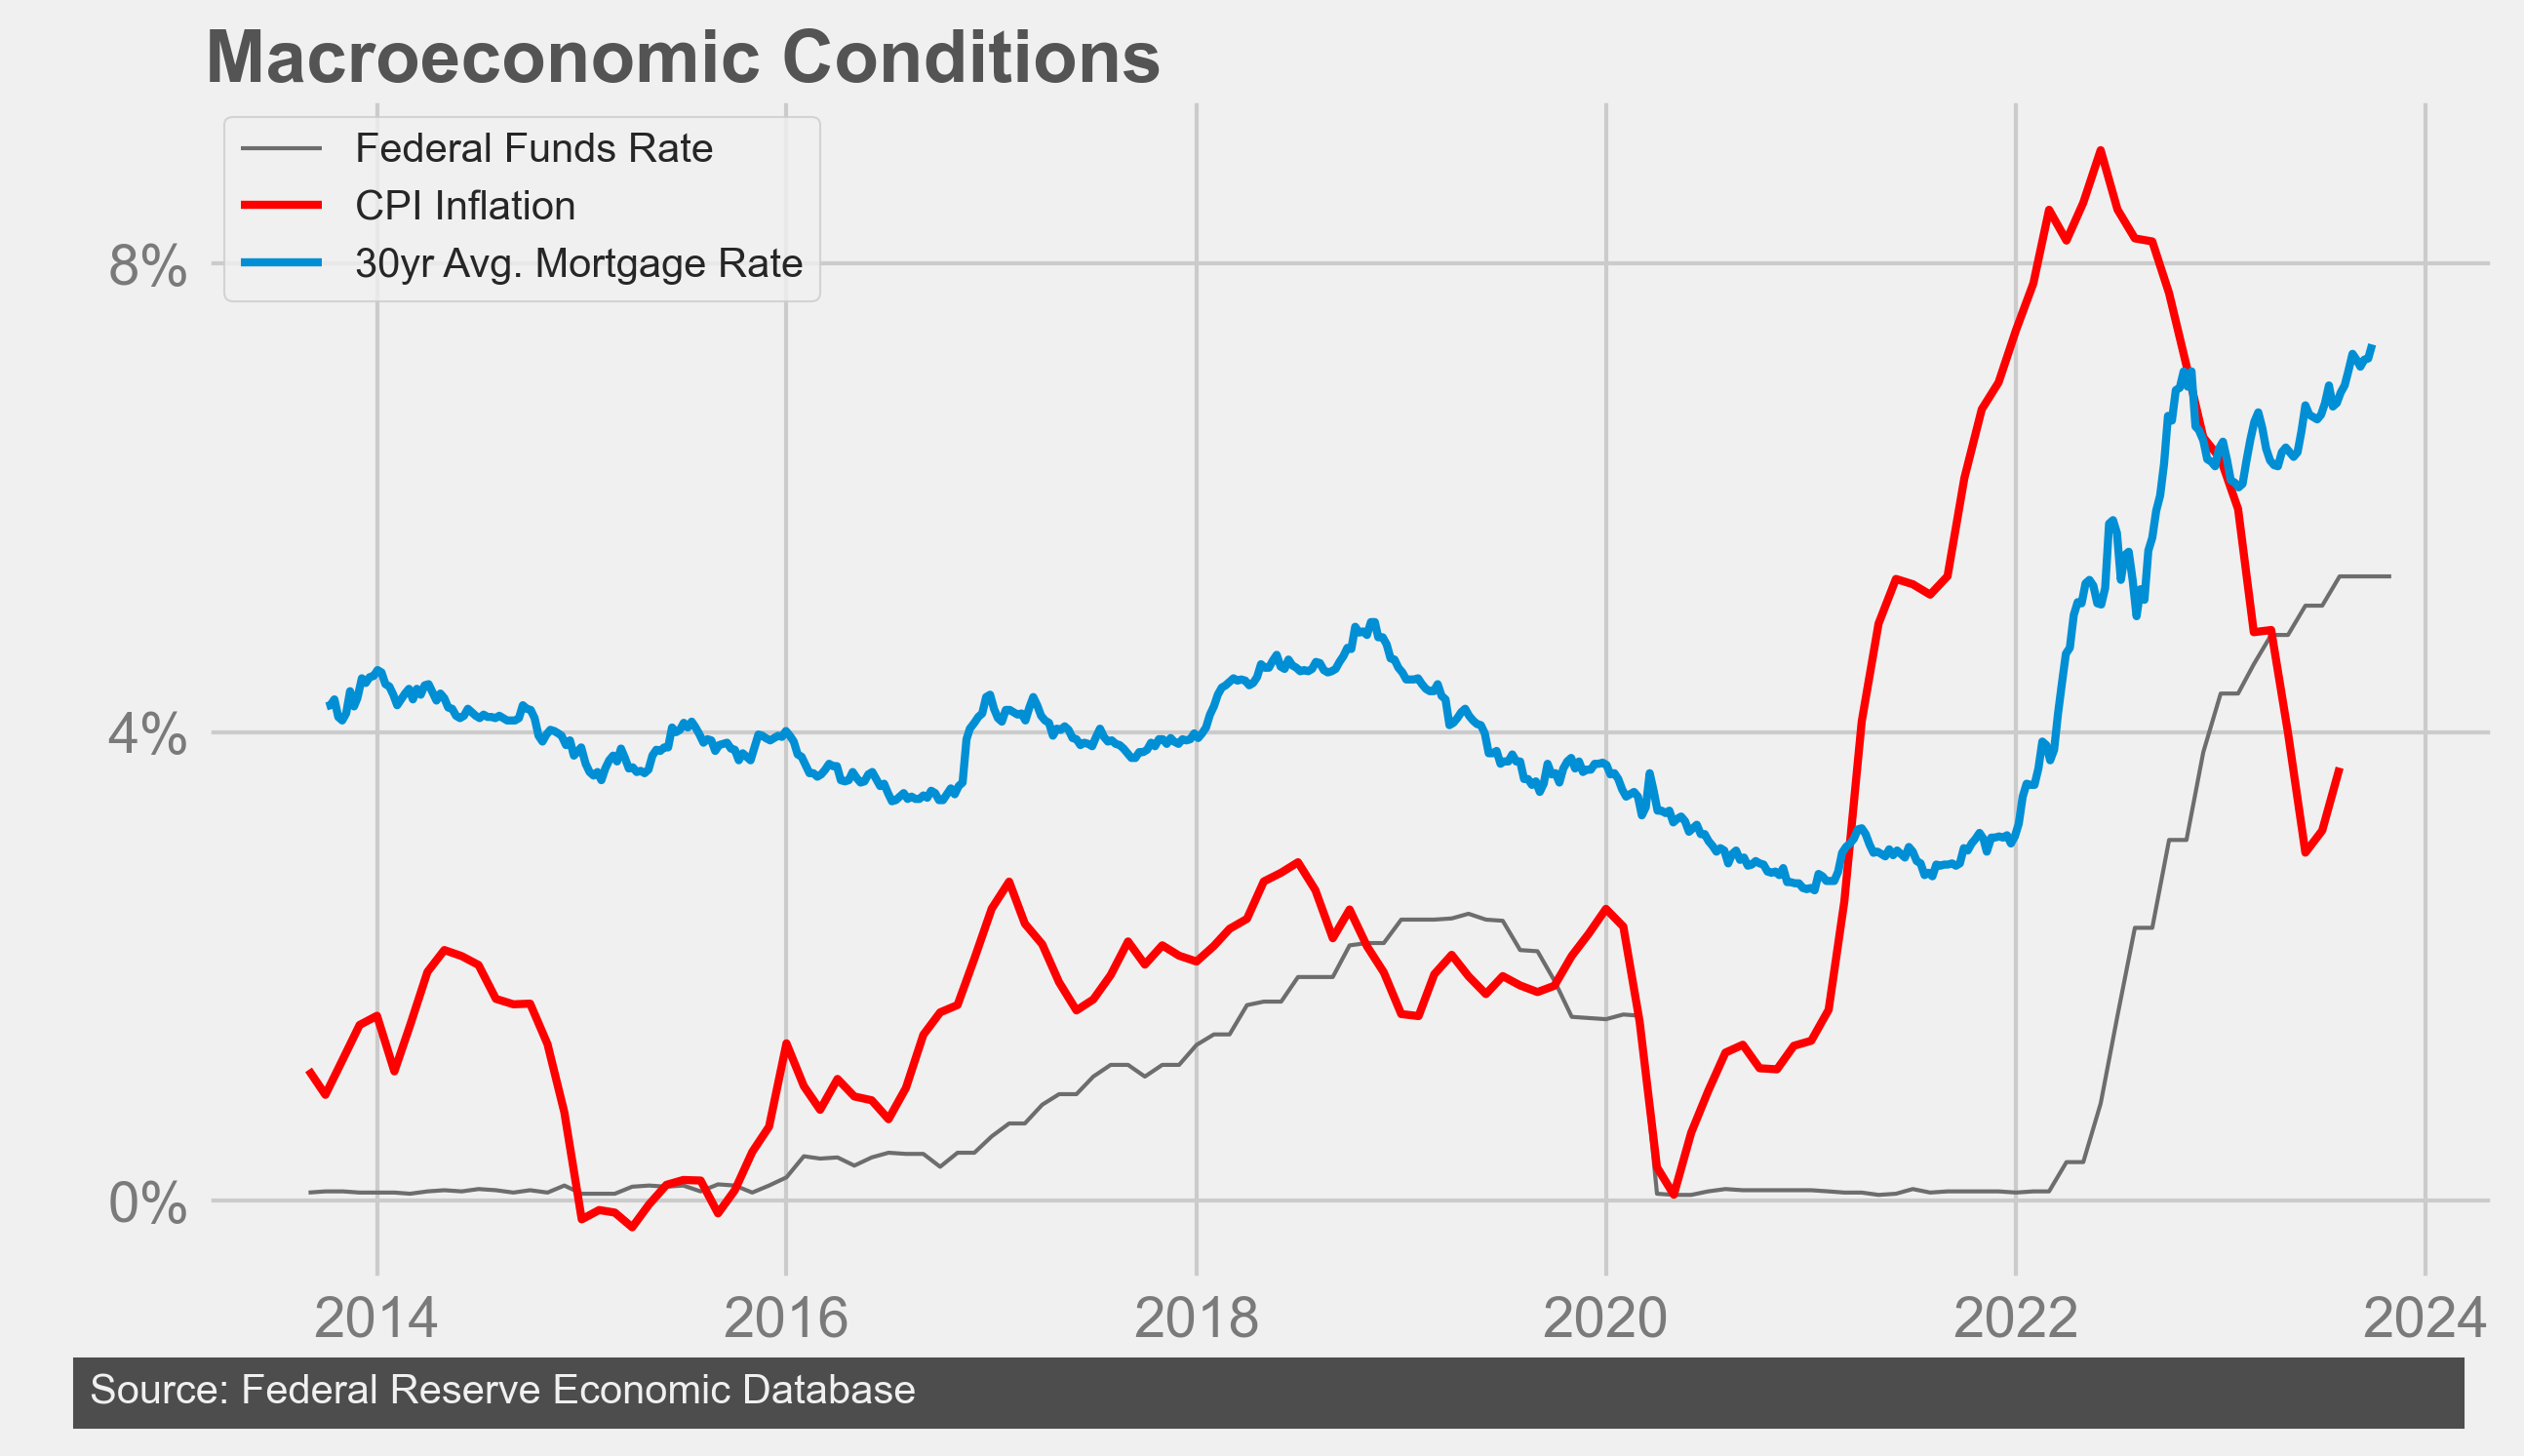 Macroeconomic Conditions
Federal Funds Rate
CPI Inflation
30yr Avg. Mortgage Rate
8%
4%
0%
2014 2016 2018 2020 2022 2024
Source: Federal Reserve Economic Database